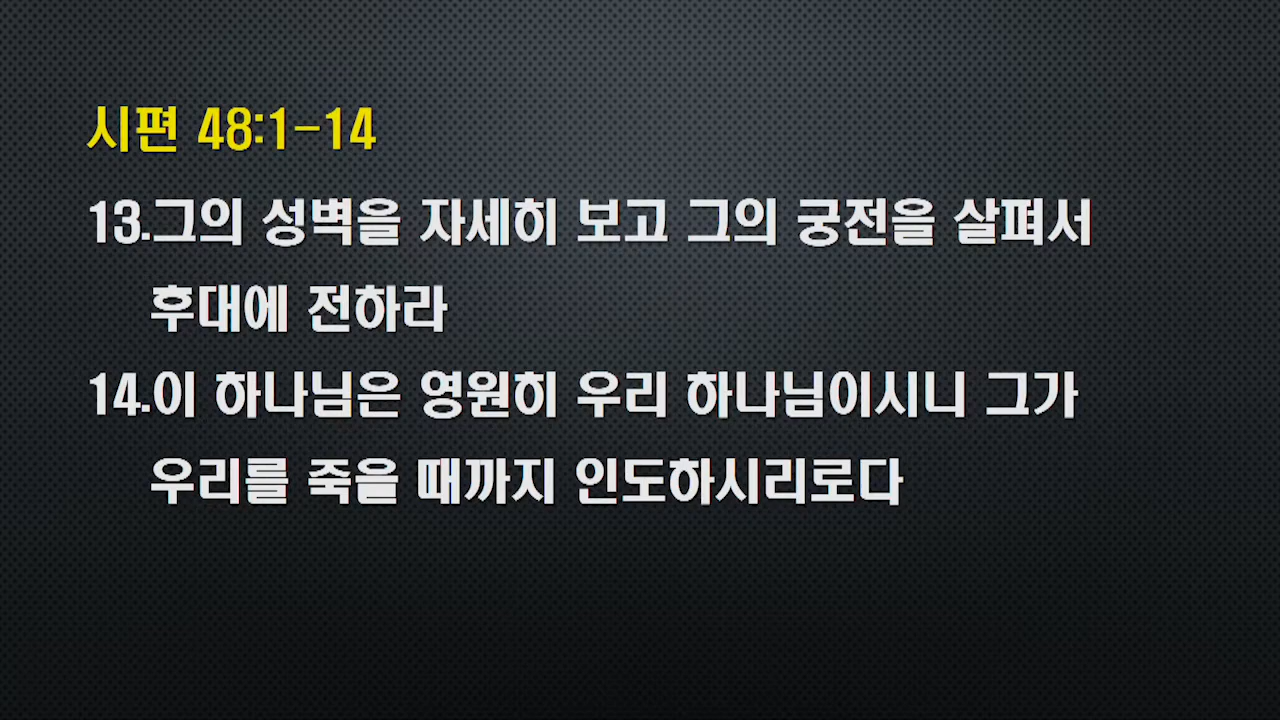 시편 48:1-14
13.그의 성벽을 자세히 보고 그의 궁전을 살펴서
후대에 전하라
14.이 하나님은 영원히 우리 하나님이시니 그가
우리를 죽을 때까지 인도하시리로다